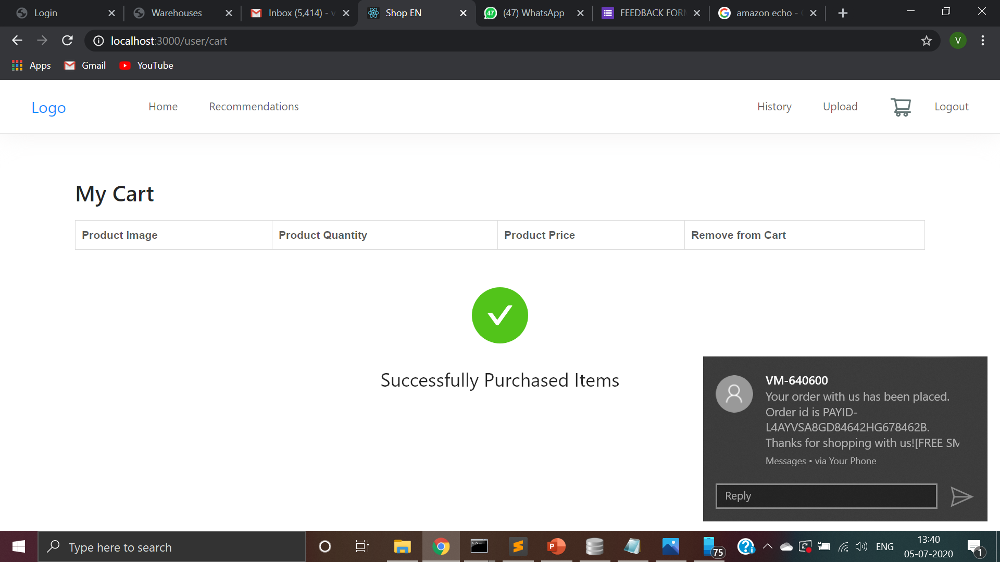 Login
Warehouses
Inbox (5,414) - v
Shop EN
47
(47) WhatsApp
FEEDBACK FORM
amazon echo -
localhost:3000/user/cart
V
Apps
Gmail
YouTube
Logo
Home
Recommendations
History
Upload
Logout
My Cart
Product Image
Product Quantity
Product Price
Remove from Cart
Successfully Purchased Items
VM-640600
Your order with us has been placed.
Order id is PAYID-
L4AYVSA8GD84642HG678462B.
Thanks for shopping with us![FREE SM
Messages • via Your Phone
Reply
Type here to search
75
ENG
13:40
05-07-2020
1